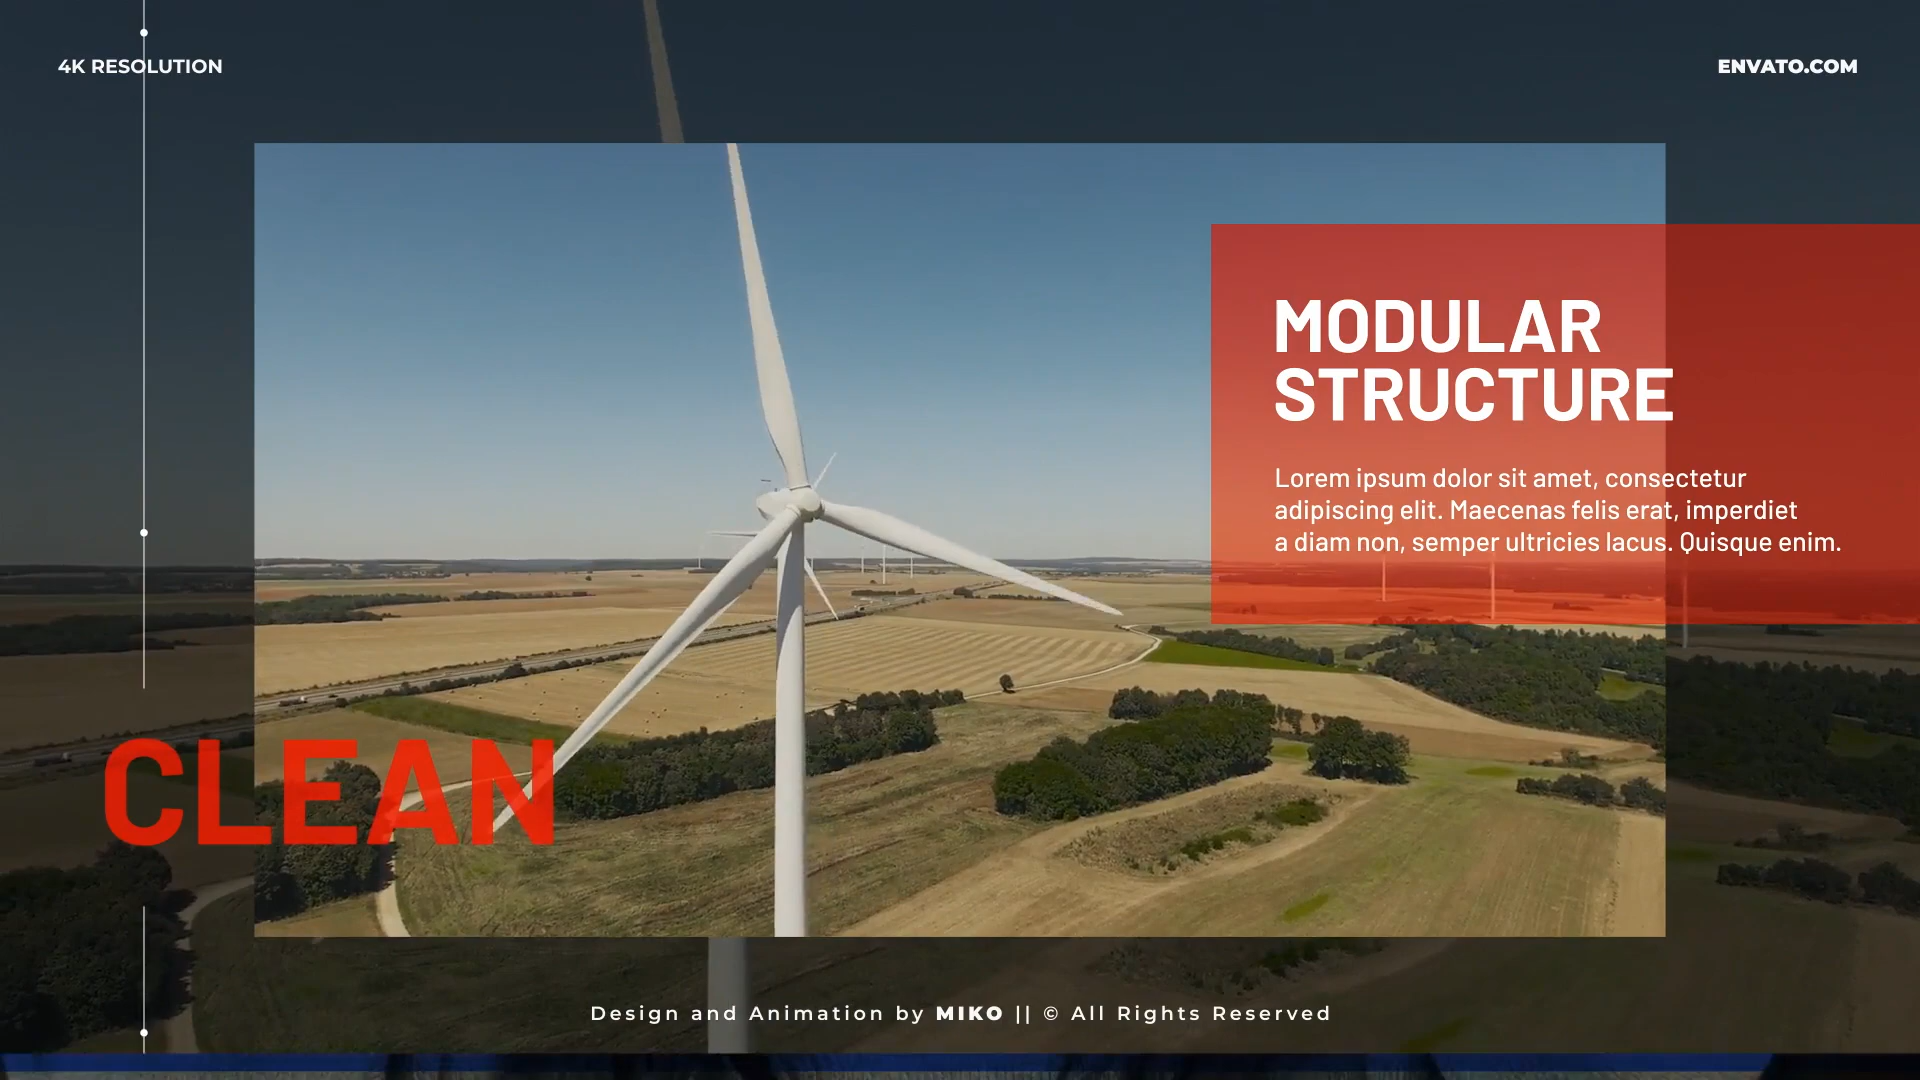 4K RESOLUTION
ENVATO.COM
MODULAR
STRUCTURE
Lorem ipsum dolor sit amet, consectetur
adipiscing elit. Maecenas felis erat, imperdiet
a diam non, semper ultricies lacus. Quisque enim.
CLEAN
Design and Animation by MIKO || © All Rights Reserved